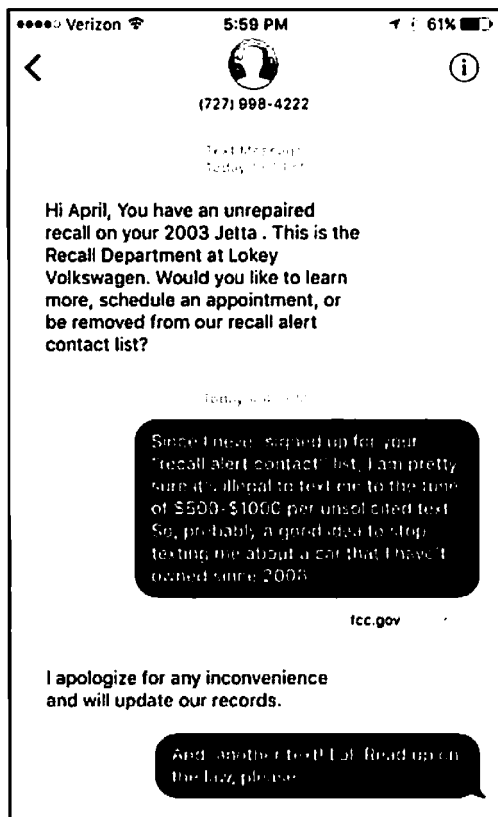 Verizon 5:59 PM 61%
(727) 998-4222
Text Message
Today
Hi April, You have an unrepaired
recall on your 2003 Jetta . This is the
Recall Department at Lokey
Volkswagen. Would you like to learn
more, schedule an appointment, or
be removed from our recall alert
contact list?
Today
Since I never signed up for your
"recall alert contact" list, I am pretty
sure it's illegal to text me to the tune
of $500-$1000 per unsolicited text.
So, probably a good idea to stop
texting me about a car that I haven't
owned since
fcc.gov
I apologize for any inconvenience
and will update our records.
And another text! Lol. Read up on
the law, please